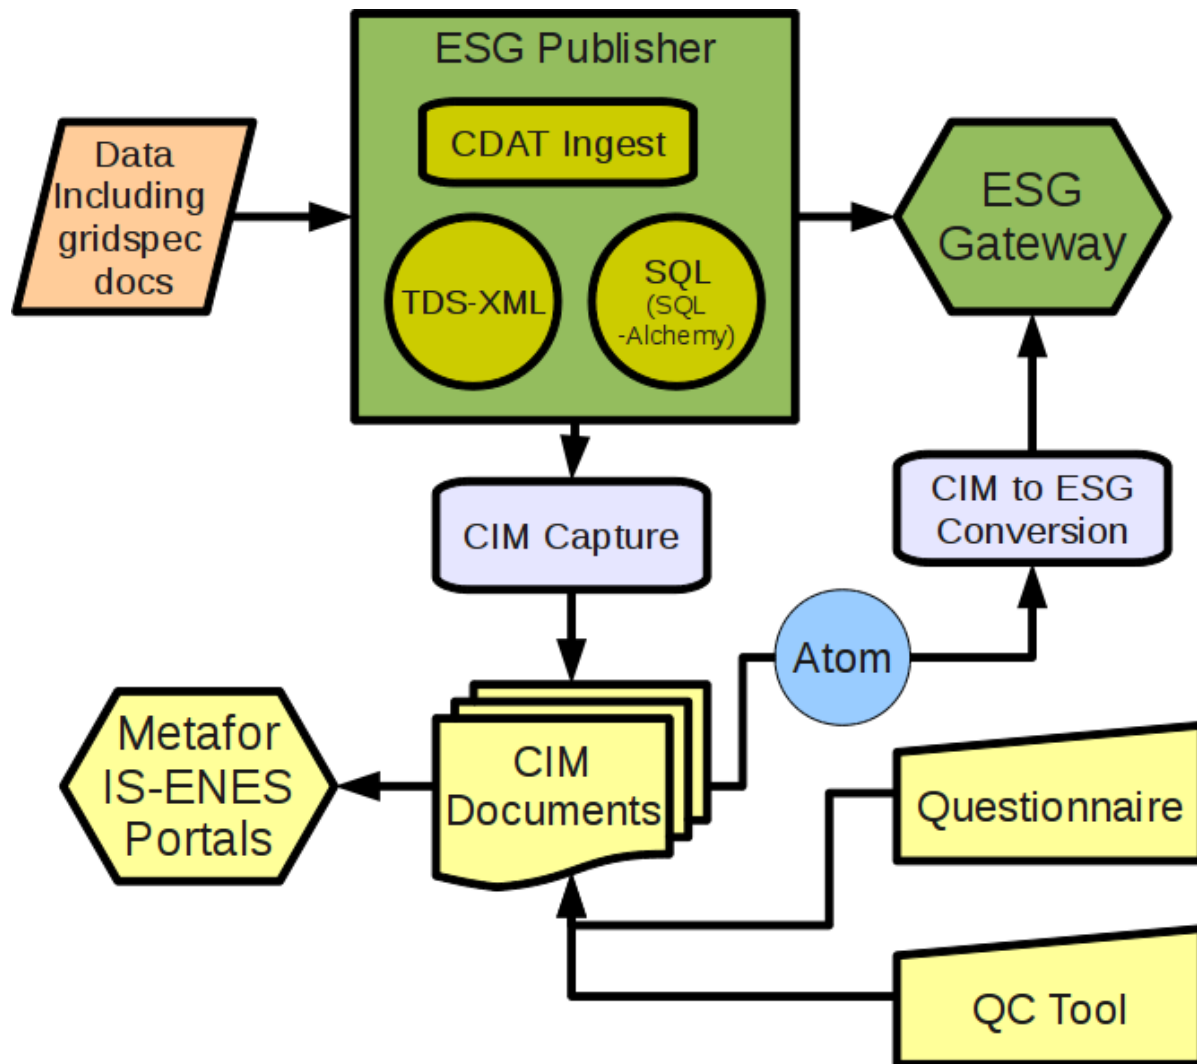 ESG Publisher
CDAT Ingest
TDS-XML
SQL
(SQL
-Alchemy)
Data
Including
gridspec
docs
ESG
Gateway
CIM Capture
CIM to ESG
Conversion
Atom
Metafor
IS-ENES
Portals
CIM
Documents
Questionnaire
QC Tool